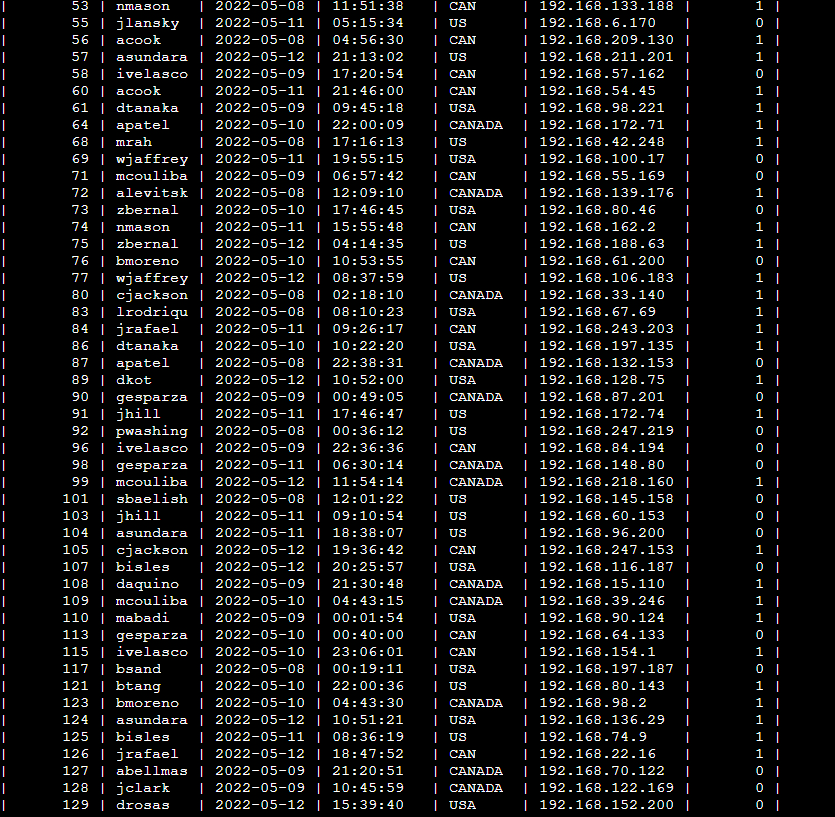 | 53 | nmason | 2022-05-08 | 11:51:38 | CAN | 192.168.133.188 | 1 |
| 55 | jlansky | 2022-05-11 | 05:15:34 | US | 192.168.6.170 | 0 |
| 56 | acook | 2022-05-08 | 04:56:30 | CAN | 192.168.209.130 | 1 |
| 57 | asundara | 2022-05-12 | 21:13:02 | US | 192.168.211.201 | 1 |
| 58 | ivelasco | 2022-05-09 | 17:20:54 | CAN | 192.168.57.162 | 0 |
| 60 | acook | 2022-05-11 | 21:46:00 | CAN | 192.168.54.45 | 1 |
| 61 | dtanaka | 2022-05-09 | 09:45:18 | USA | 192.168.98.221 | 1 |
| 64 | apatel | 2022-05-10 | 22:00:09 | CANADA | 192.168.172.71 | 1 |
| 68 | mrah | 2022-05-08 | 17:16:13 | US | 192.168.42.248 | 1 |
| 69 | wjaffrey | 2022-05-11 | 19:55:15 | USA | 192.168.100.17 | 0 |
| 71 | mcouliba | 2022-05-09 | 06:57:42 | CAN | 192.168.55.169 | 0 |
| 72 | alevitsk | 2022-05-08 | 12:09:10 | CANADA | 192.168.139.176 | 1 |
| 73 | zbernal | 2022-05-10 | 17:46:45 | USA | 192.168.80.46 | 0 |
| 74 | nmason | 2022-05-11 | 15:55:48 | CAN | 192.168.162.2 | 1 |
| 75 | zbernal | 2022-05-12 | 04:14:35 | US | 192.168.188.63 | 1 |
| 76 | bmoreno | 2022-05-10 | 10:53:55 | CAN | 192.168.61.200 | 0 |
| 77 | wjaffrey | 2022-05-12 | 08:37:59 | US | 192.168.106.183 | 1 |
| 80 | cjackson | 2022-05-08 | 02:18:10 | CANADA | 192.168.33.140 | 1 |
| 83 | lrodriqu | 2022-05-08 | 08:10:23 | USA | 192.168.67.69 | 1 |
| 84 | jrafael | 2022-05-11 | 09:26:17 | CAN | 192.168.243.203 | 1 |
| 86 | dtanaka | 2022-05-10 | 10:22:20 | USA | 192.168.197.135 | 1 |
| 87 | apatel | 2022-05-08 | 22:38:31 | CANADA | 192.168.132.153 | 0 |
| 89 | dkot | 2022-05-12 | 10:52:00 | USA | 192.168.128.75 | 1 |
| 90 | gesparza | 2022-05-09 | 00:49:05 | CANADA | 192.168.87.201 | 0 |
| 91 | jhill | 2022-05-11 | 17:46:47 | US | 192.168.172.74 | 1 |
| 92 | pwashing | 2022-05-08 | 00:36:12 | US | 192.168.247.219 | 0 |
| 96 | ivelasco | 2022-05-09 | 22:36:36 | CAN | 192.168.84.194 | 0 |
| 98 | gesparza | 2022-05-11 | 06:30:14 | CANADA | 192.168.148.80 | 0 |
| 99 | mcouliba | 2022-05-12 | 11:54:14 | CANADA | 192.168.218.160 | 1 |
| 101 | sbaelish | 2022-05-08 | 12:01:22 | US | 192.168.145.158 | 0 |
| 103 | jhill | 2022-05-11 | 09:10:54 | US | 192.168.60.153 | 0 |
| 104 | asundara | 2022-05-11 | 18:38:07 | US | 192.168.96.200 | 0 |
| 105 | cjackson | 2022-05-12 | 19:36:42 | CAN | 192.168.247.153 | 1 |
| 107 | bisles | 2022-05-12 | 20:25:57 | USA | 192.168.116.187 | 0 |
| 108 | daquino | 2022-05-09 | 21:30:48 | CANADA | 192.168.15.110 | 1 |
| 109 | mcouliba | 2022-05-10 | 04:43:15 | CANADA | 192.168.39.246 | 1 |
| 110 | mabadi | 2022-05-09 | 00:01:54 | USA | 192.168.90.124 | 1 |
| 113 | gesparza | 2022-05-10 | 00:40:00 | CAN | 192.168.64.133 | 0 |
| 115 | ivelasco | 2022-05-10 | 23:06:01 | CAN | 192.168.154.1 | 1 |
| 117 | bsand | 2022-05-08 | 00:19:11 | USA | 192.168.197.187 | 0 |
| 121 | btang | 2022-05-10 | 22:00:36 | US | 192.168.80.143 | 1 |
| 123 | bmoreno | 2022-05-10 | 04:43:30 | CANADA | 192.168.98.2 | 1 |
| 124 | asundara | 2022-05-12 | 10:51:21 | USA | 192.168.136.29 | 1 |
| 125 | bisles | 2022-05-11 | 08:36:19 | US | 192.168.74.9 | 1 |
| 126 | jrafael | 2022-05-12 | 18:47:52 | CAN | 192.168.22.16 | 1 |
| 127 | abellmas | 2022-05-09 | 21:20:51 | CANADA | 192.168.70.122 | 0 |
| 128 | jclark | 2022-05-09 | 10:45:59 | CANADA | 192.168.122.169 | 0 |
| 129 | drosas | 2022-05-12 | 15:39:40 | USA | 192.168.152.200 | 0 |